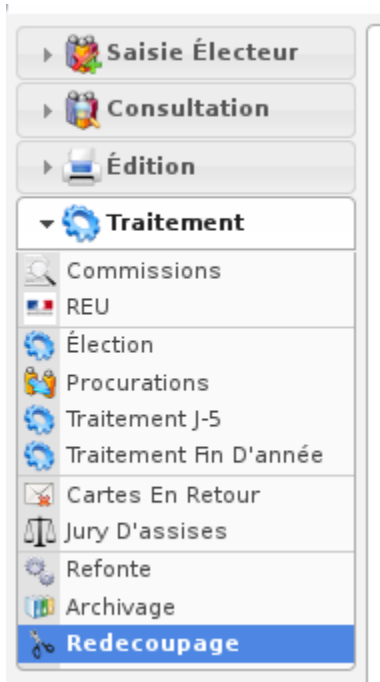 Saisie Électeur
Consultation
Édition
Traitement
Commissions
REU
Élection
Procurations
Traitement J-5
Traitement Fin D'année
Cartes En Retour
Jury D'assises
Refonte
Archivage
Redecoupage